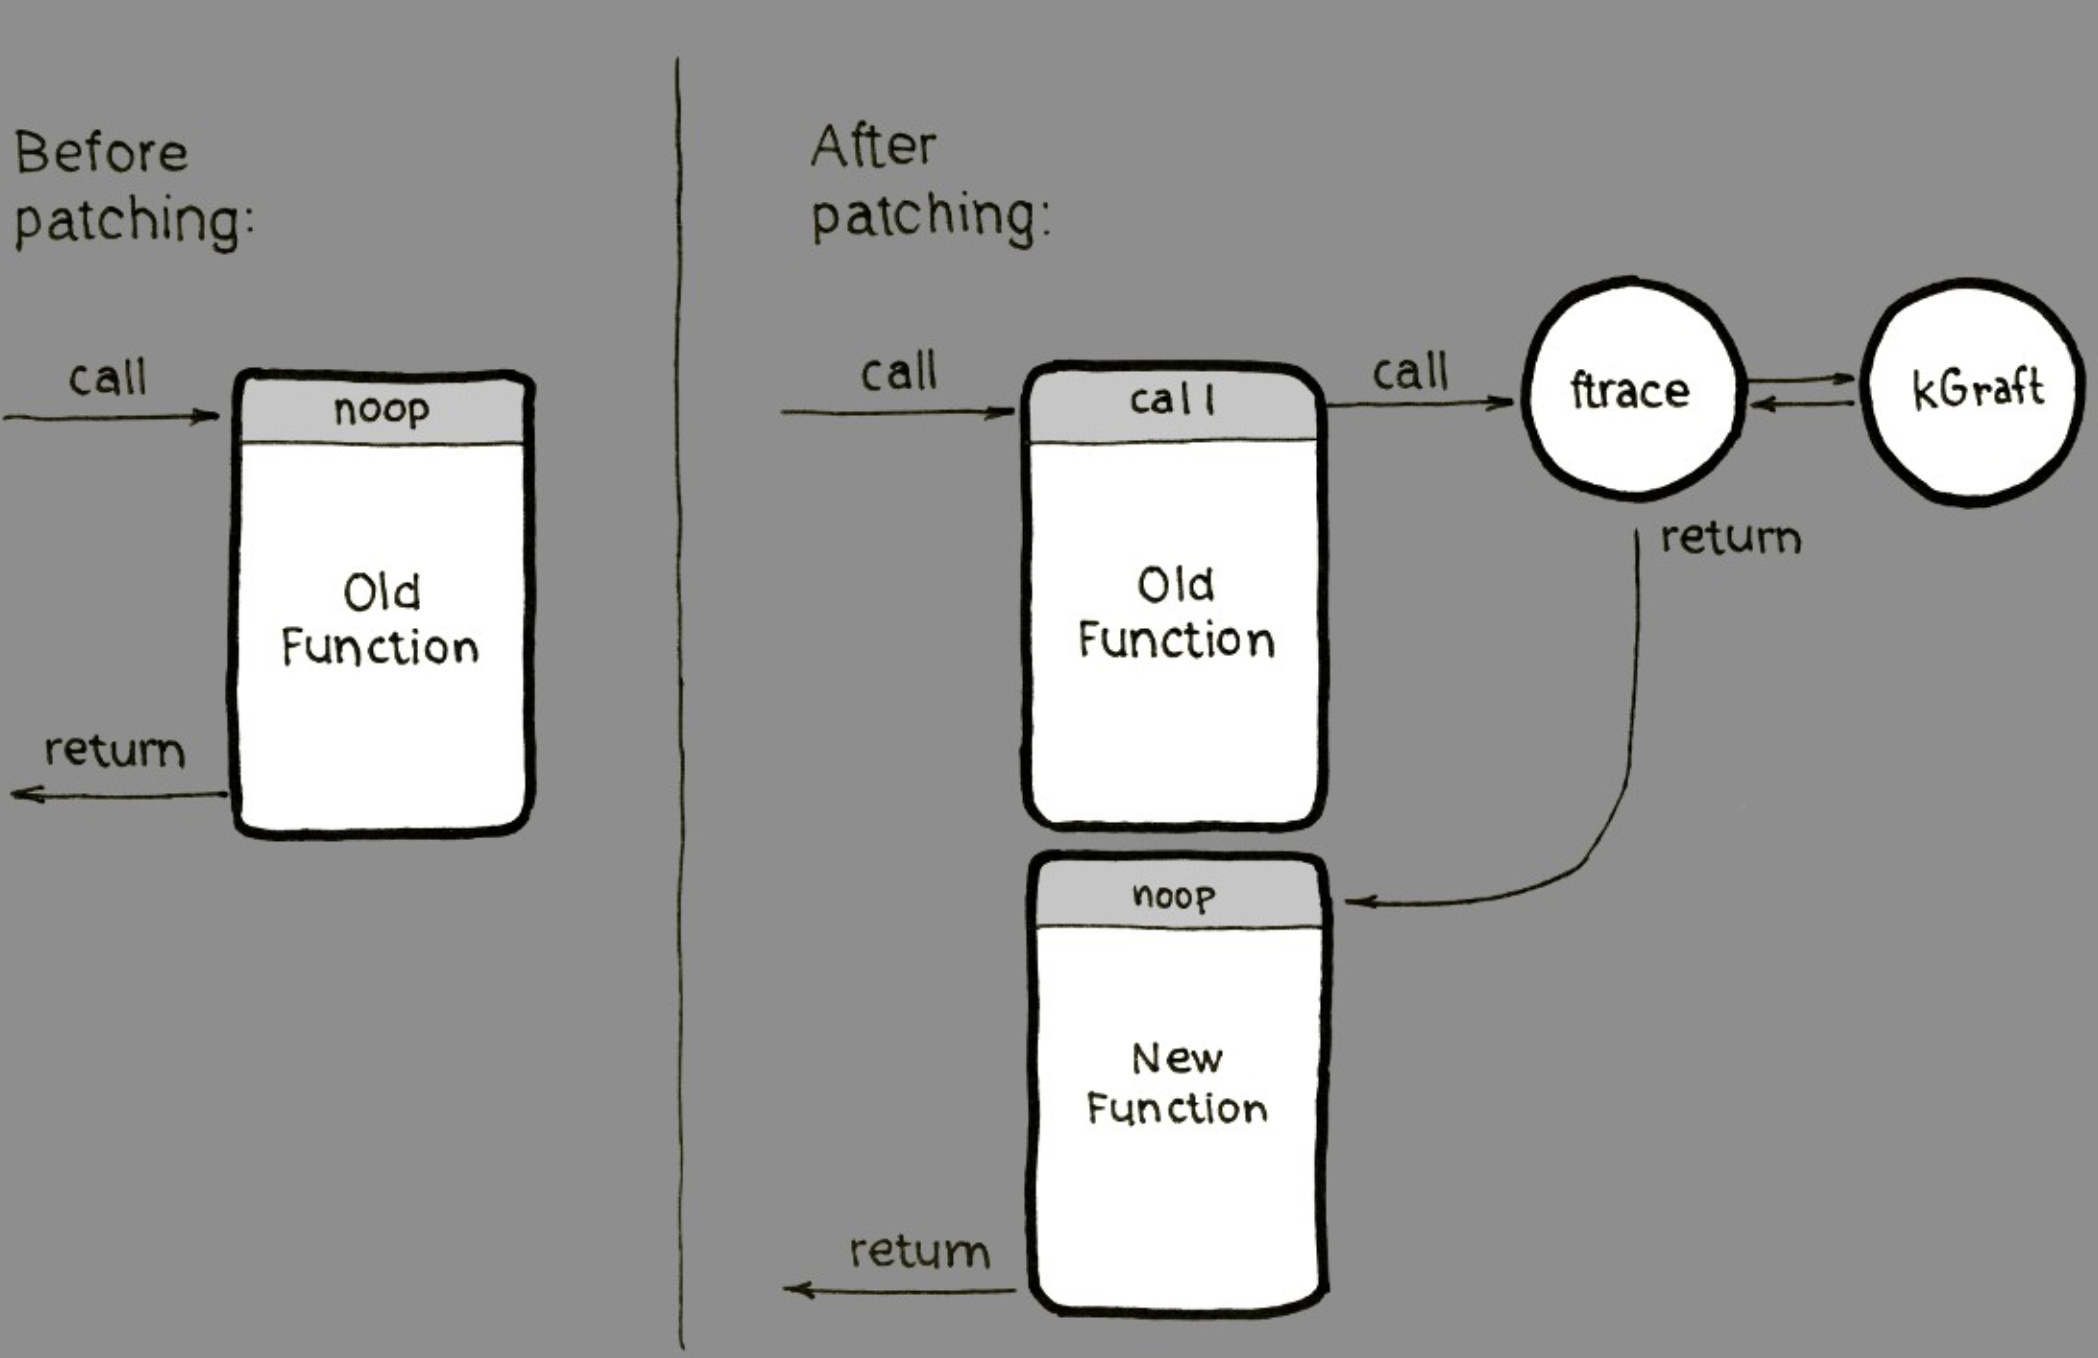 Before
patching:
call
noop
Old
Function
return
After
patching:
call
call
call
ftrace
kGraft
return
Old
Function
noop
New
Function
return